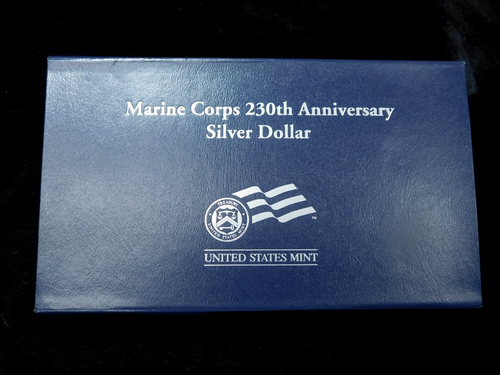 Marine Corps 230th Anniversary
Silver Dollar
UNITED STATES MINT